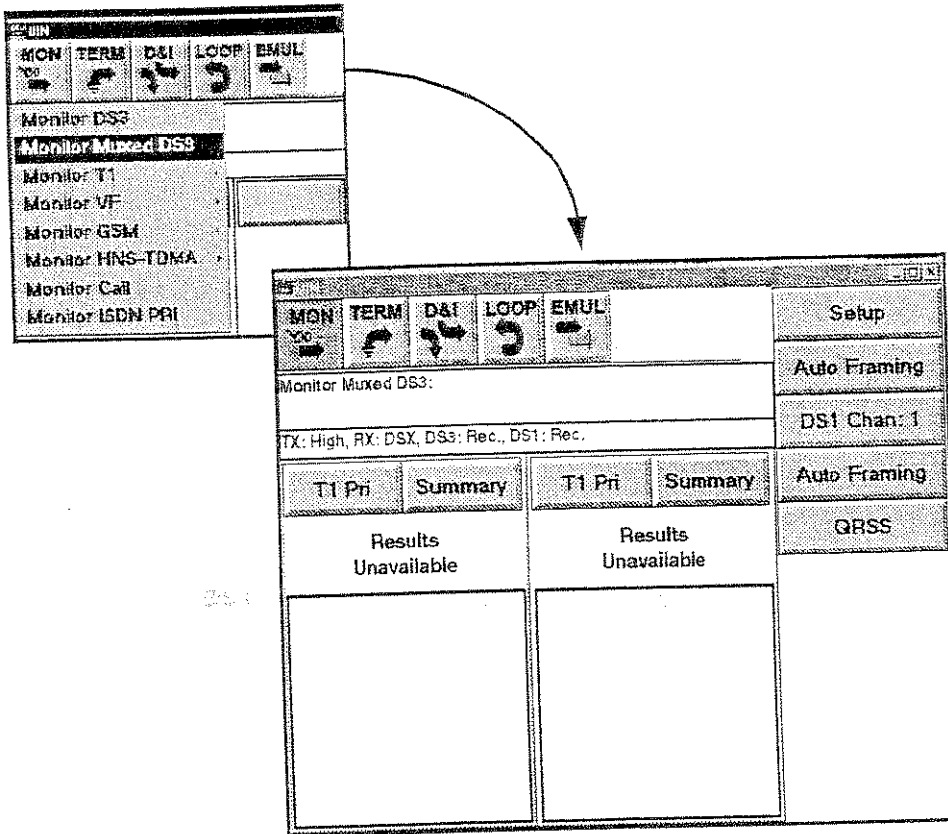 MON TERM D&I LOOP EMUL
Monitor DS3
Monitor Muxed DS3
Monitor T1
Monitor VF
Monitor GSM
Monitor HNS-TDMA
Monitor Call
Monitor ISDN PRI
MON TERM D&I LOOP EMUL
Monitor Muxed DS3:
TX: High, RX: DSX, DS3: Rec., DS1: Rec.
T1 Pri Summary T1 Pri Summary
Results Results
Unavailable Unavailable
Setup
Auto Framing
DS1 Chan: 1
Auto Framing
QRSS